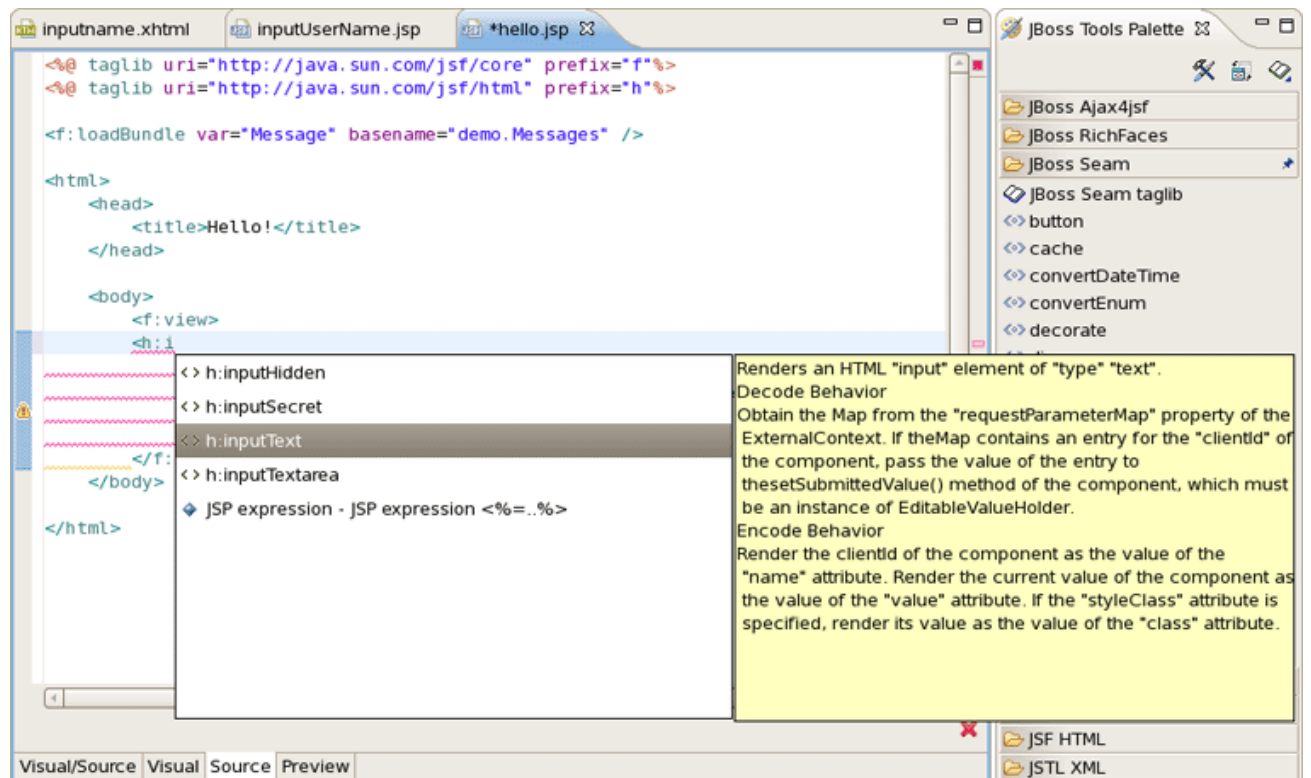 inputname.xhtml
inputUserName.jsp
*hello.jsp
<%@ taglib uri="http://java.sun.com/jsf/core" prefix="f"%>
<%@ taglib uri="http://java.sun.com/jsf/html" prefix="h"%>
<f:loadBundle var="Message" basename="demo.Messages" />
<html>
<head>
<title>Hello!</title>
</head>
<body>
<f:view>
<h:i
</f:
</body>
</html>
h:inputHidden
h:inputSecret
h:inputText
h:inputTextarea
JSP expression - JSP expression <%=..%>
Renders an HTML "input" element of "type" "text".
Decode Behavior
Obtain the Map from the "requestParameterMap" property of the
ExternalContext. If theMap contains an entry for the "clientId" of
the component, pass the value of the entry to
thesetSubmittedValue() method of the component, which must
be an instance of EditableValueHolder.
Encode Behavior
Render the clientId of the component as the value of the
"name" attribute. Render the current value of the component as
the value of the "value" attribute. If the "styleClass" attribute is
specified, render its value as the value of the "class" attribute.
Visual/Source
Visual
Source
Preview
JBoss Tools Palette
JBoss Ajax4jsf
JBoss RichFaces
JBoss Seam
JBoss Seam taglib
button
cache
convertDateTime
convertEnum
decorate
JSF HTML
JSTL XML